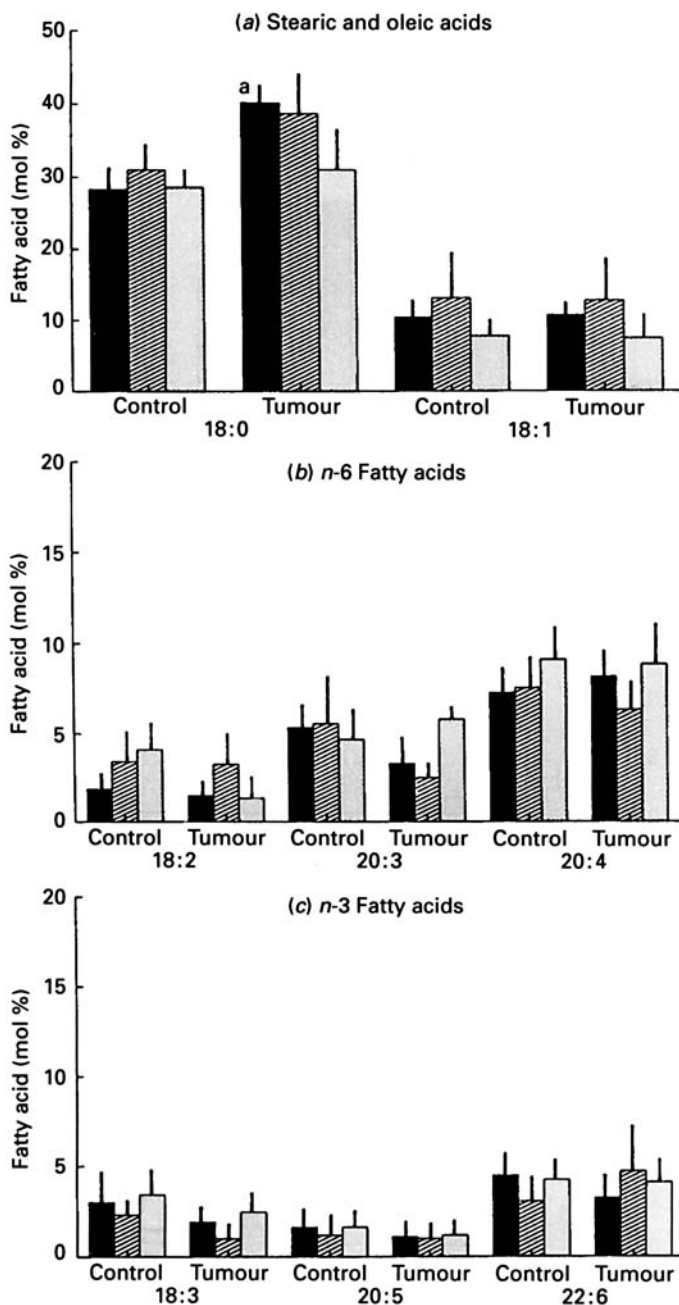 (a) Stearic and oleic acids
50
40
30
20
10
0
Fatty acid (mol %)
a
Control Tumour Control Tumour
18:0 18:1
(b) n-6 Fatty acids
20
15
10
5
0
Fatty acid (mol %)
Control Tumour Control Tumour Control Tumour
18:2 20:3 20:4
(c) n-3 Fatty acids
20
15
10
5
0
Fatty acid (mol %)
Control Tumour Control Tumour Control Tumour
18:3 20:5 22:6